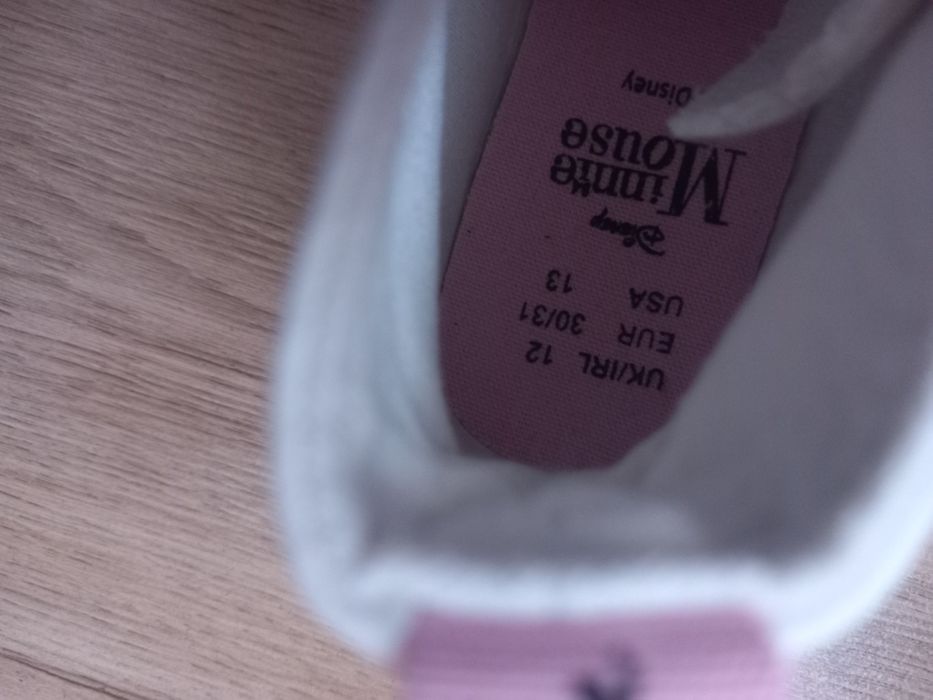 UK/IRL 12
EUR 30/31
USA 13
Disney
Minnie
Mouse
Disney